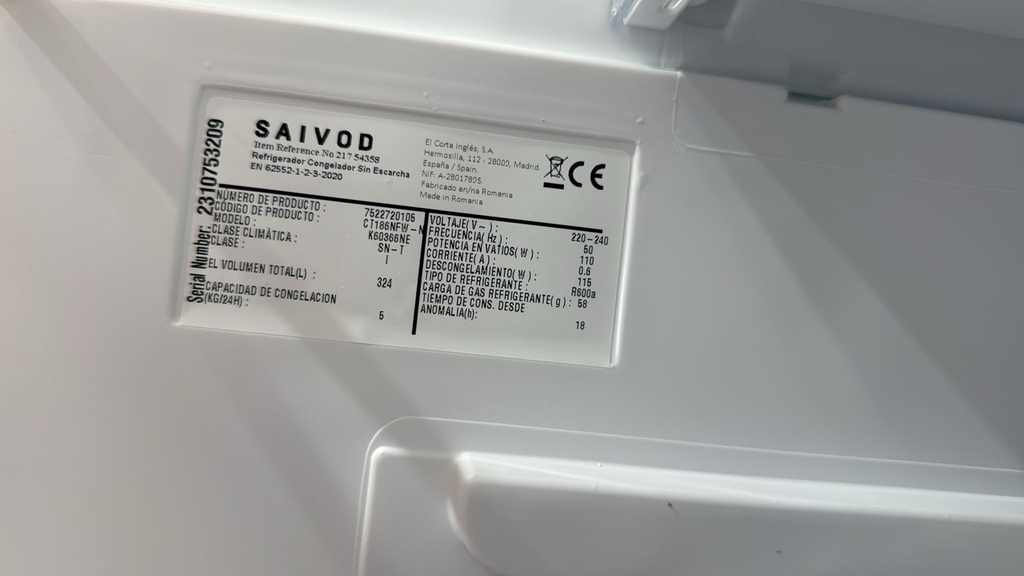 SAIVOD
Item Reference No 217 54358
Refrigerador Congelador Sin Escarcha
EN 62552-1-2-3-2020
El Corte Inglés, S.A.
Hermosilla, 112 - 28009, Madrid.
España / Spain.
NIF: A-28017895.
Fabricado en/na Romenia
Made in Romania
CE
Serial Number: 2310753209
NÚMERO DE PRODUCTO : 7522720105
CÓDIGO DE PRODUCTO : CT186NFW-N
MODELO : K60366NE
CLASE CLIMÁTICA : SN-T
CLASE : I
EL VOLUMEN TOTAL(L) : 324
CAPACIDAD DE CONGELACION
(KG/24H) : 5
VOLTAJE(V~) : 220-240
FRECUENCIA(Hz) : 50
POTENCIA EN VATIOS(W) : 110
CORRIENTE(A) : 0.6
DESCONGELAMIENTO(W) : 115
TIPO DE REFRIGERANTE : R600a
CARGA DE GAS REFRIGERANTE(g) : 58
TIEMPO DE CONS. DESDE
ANOMALIA(h): 18